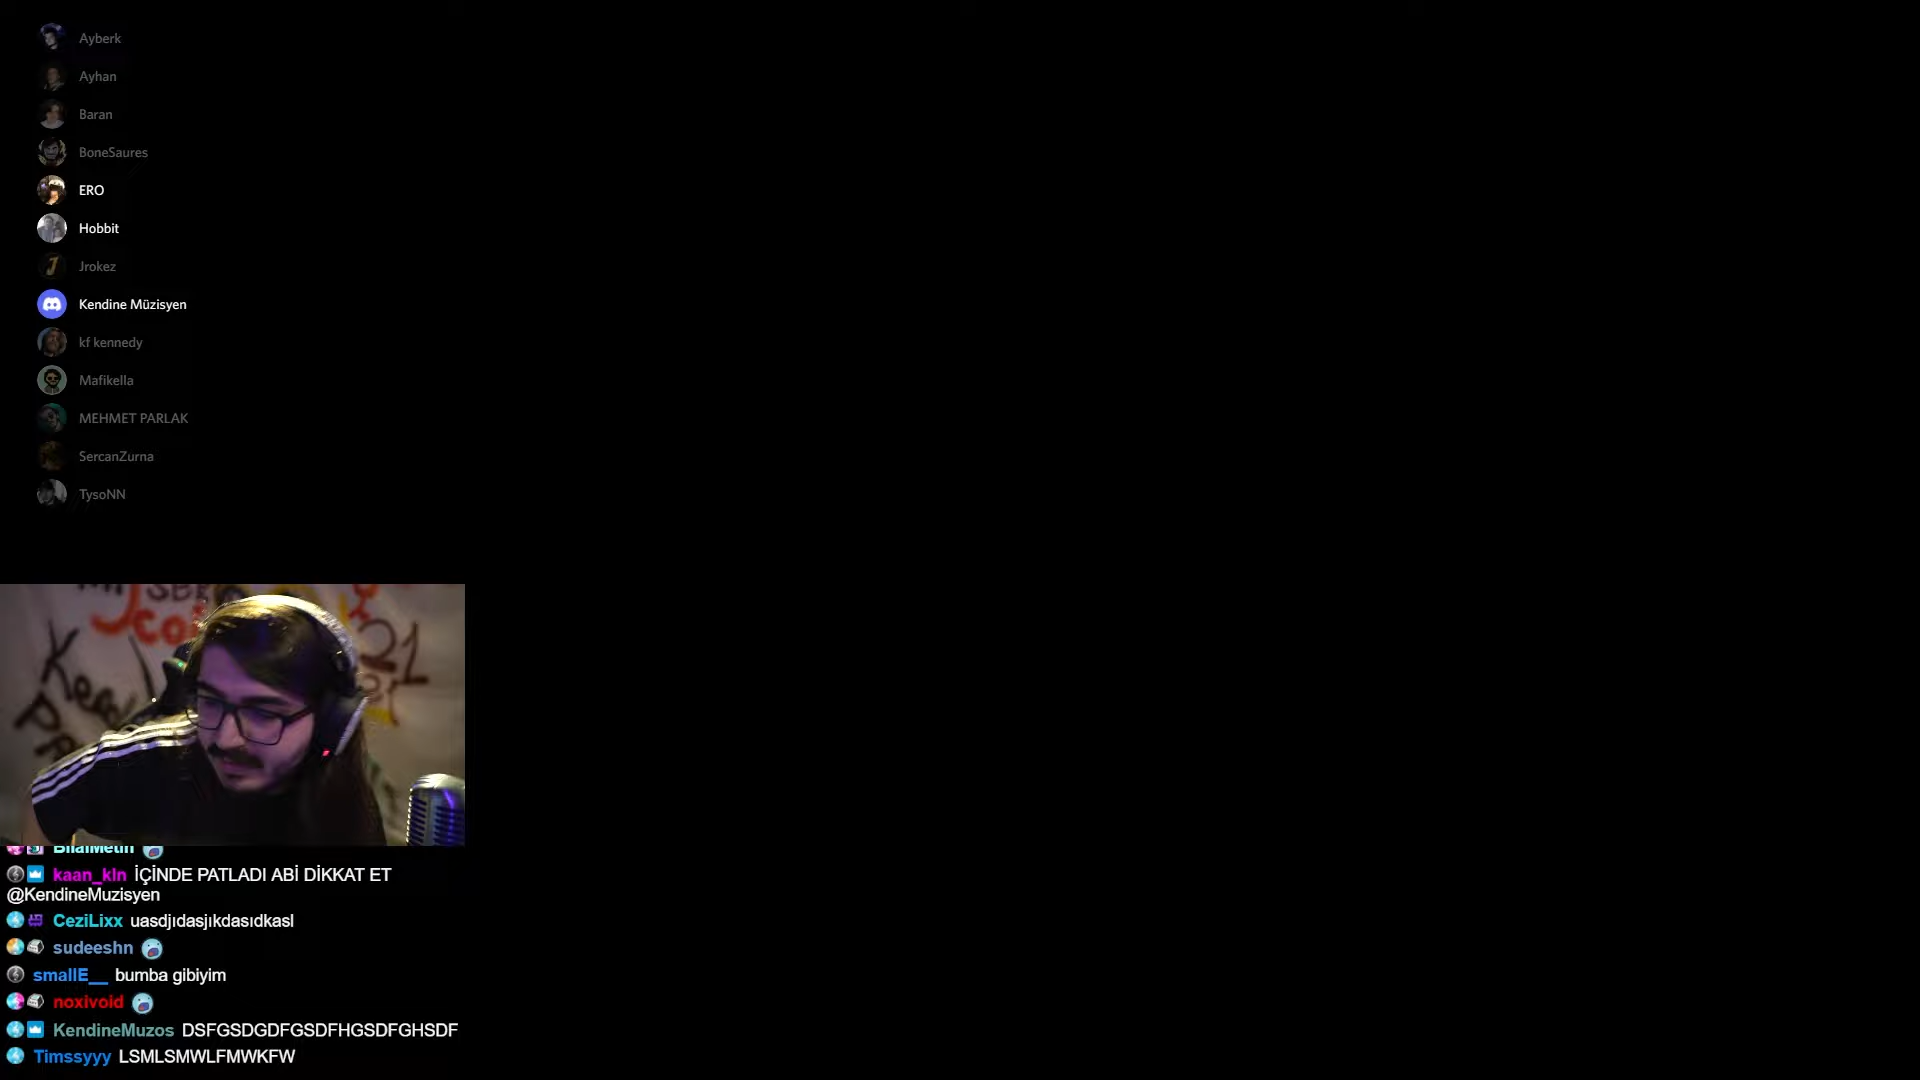 Ayberk
Ayhan
Baran
BoneSaures
ERO
Hobbit
Jrokez
Kendine Müzisyen
kf kennedy
Mafikella
MEHMET PARLAK
SercanZurna
TysoNN
BilalMetin
kaan_kln İÇİNDE PATLADI ABİ DİKKAT ET
@KendineMuzisyen
CeziLixx uasdjıdasjıkdasıdkasl
sudeeshn
smallE__ bumba gibiyim
noxivoid
KendineMuzos DSFGSDGDFGSDFHGSDFGHSDF
Timssyyy LSMLSMWLFMWKFW